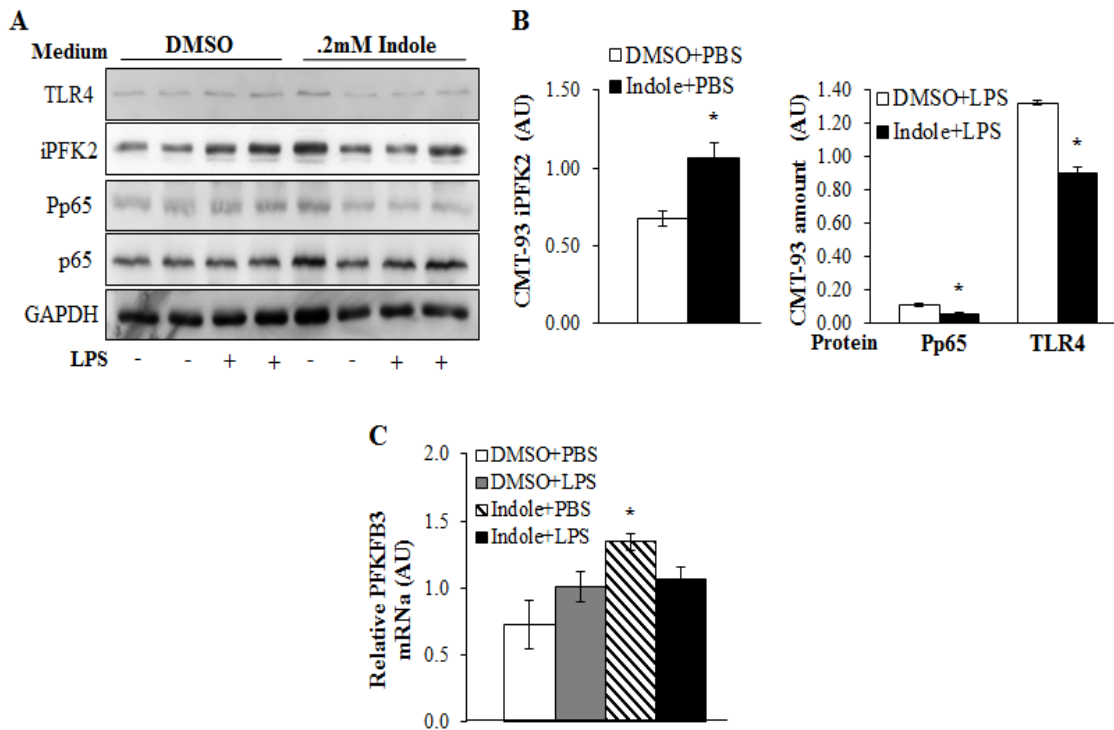 A
Medium DMSO .2mM Indole
TLR4
iPFK2
Pp65
p65
GAPDH
LPS - - + + - - + +
B
DMSO+PBS
Indole+PBS
CMT-93 iPFK2 (AU)
1.50
1.00
0.50
0.00
*
DMSO+LPS
Indole+LPS
CMT-93 amount (AU)
1.40
1.20
1.00
0.80
0.60
0.40
0.20
0.00
*
*
Protein Pp65 TLR4
C
DMSO+PBS
DMSO+LPS
Indole+PBS
Indole+LPS
Relative PFKFB3
mRNa (AU)
2.0
1.5
1.0
0.5
0.0
*